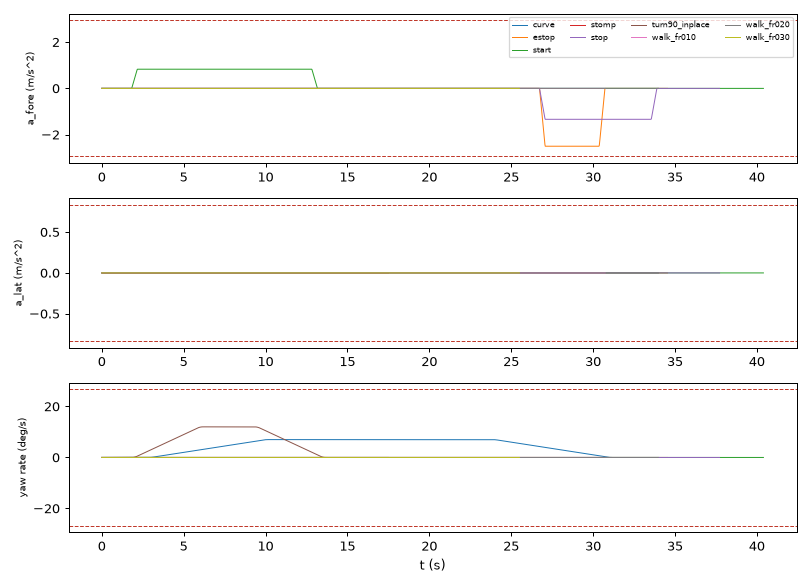 a_fore (m/s^2)
2
0
−2
curve stomp turn90_inplace walk_fr020
estop stop walk_fr010 walk_fr030
start
0 5 10 15 20 25 30 35 40
a_lat (m/s^2)
0.5
0.0
−0.5
0 5 10 15 20 25 30 35 40
yaw rate (deg/s)
20
0
−20
0 5 10 15 20 25 30 35 40
t (s)